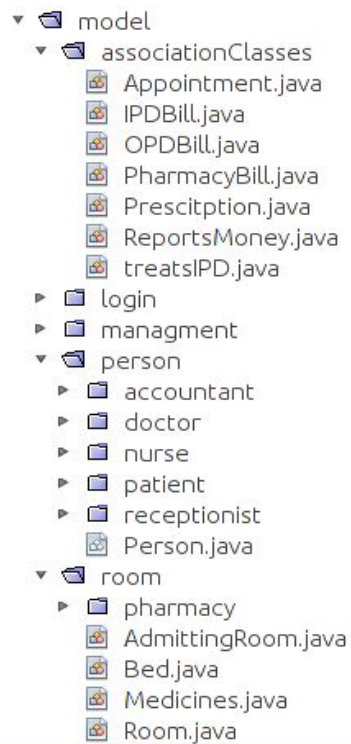 model
associationClasses
Appointment.java
IPDBill.java
OPDBill.java
PharmacyBill.java
Prescitption.java
ReportsMoney.java
treatsIPD.java
login
managment
person
accountant
doctor
nurse
patient
receptionist
Person.java
room
pharmacy
AdmittingRoom.java
Bed.java
Medicines.java
Room.java